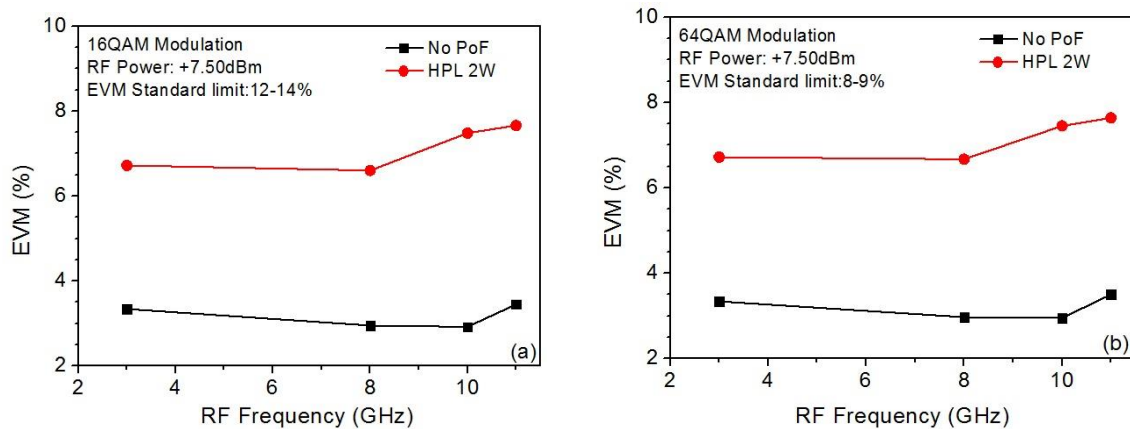 10
8
6
4
2
EVM (%)
16QAM Modulation
RF Power: +7.50dBm
EVM Standard limit:12-14%
No PoF
HPL 2W
(a)
2 4 6 8 10
RF Frequency (GHz)
10
8
6
4
2
EVM (%)
64QAM Modulation
RF Power: +7.50dBm
EVM Standard limit:8-9%
No PoF
HPL 2W
(b)
2 4 6 8 10
RF Frequency (GHz)